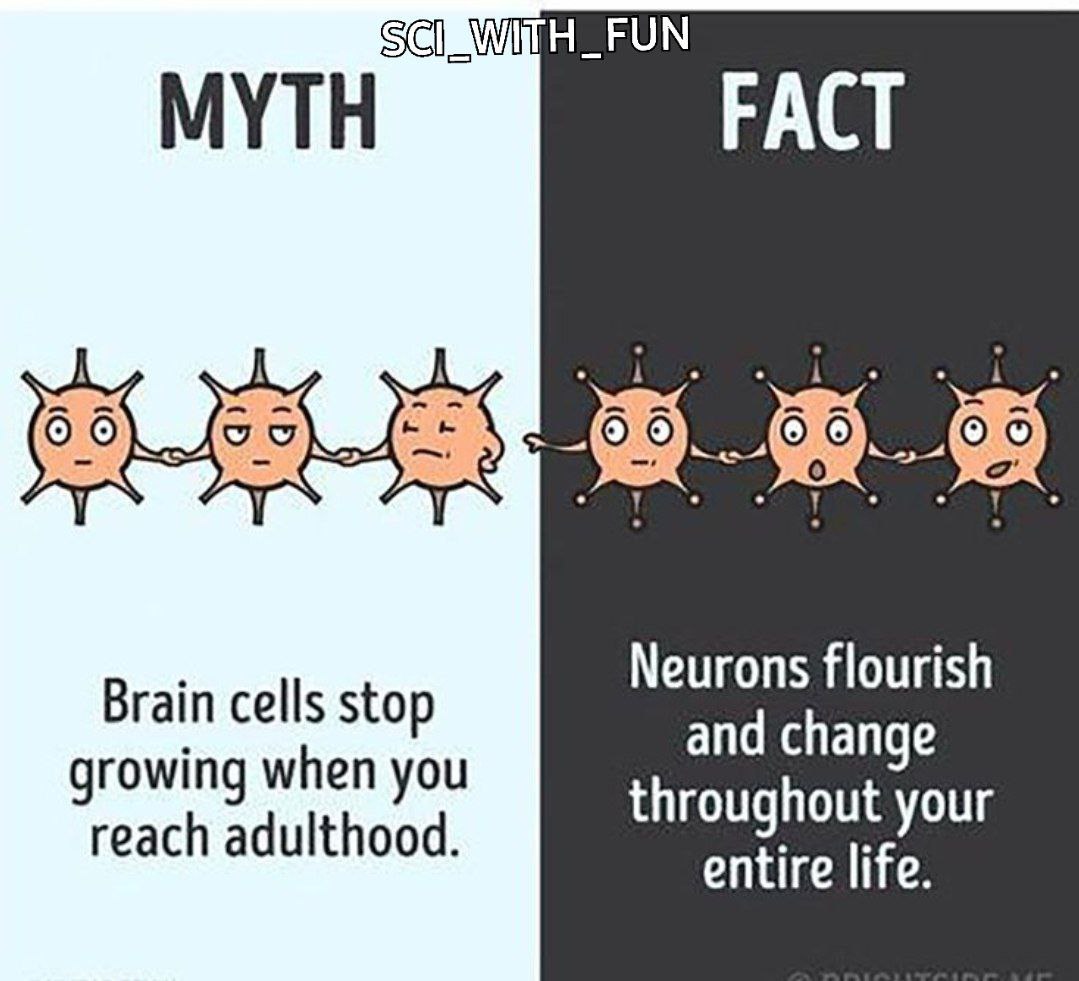 SCI_WITH_FUN
MYTH
Brain cells stop
growing when you
reach adulthood.
FACT
Neurons flourish
and change
throughout your
entire life.